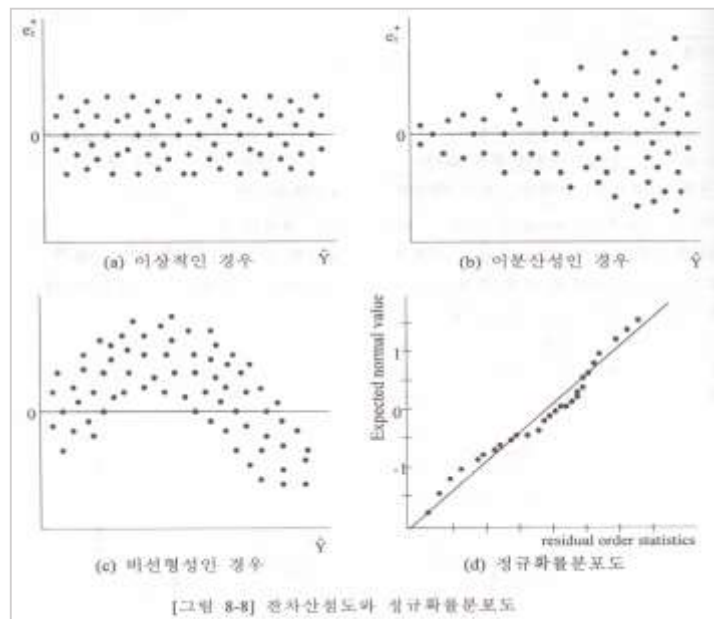 0
(a) 이상적인 경우
Ŷ
0
(b) 이분산성인 경우
Ŷ
0
(c) 비선형성인 경우
Ŷ
Expected normal value
1
0
-1
residual order statistics
(d) 정규확률분포도
[그림 8-8] 잔차산점도와 정규확률분포도